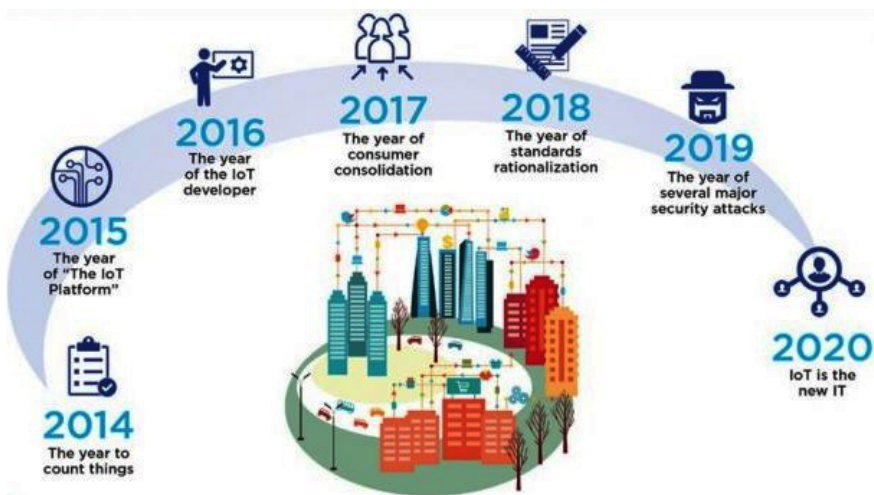 2014
The year to
count things
2015
The year
of "The IoT
Platform"
2016
The year
of the IoT
developer
2017
The year of
consumer
consolidation
2018
The year of
standards
rationalization
2019
The year of
several major
security attacks
2020
IoT is the
new IT